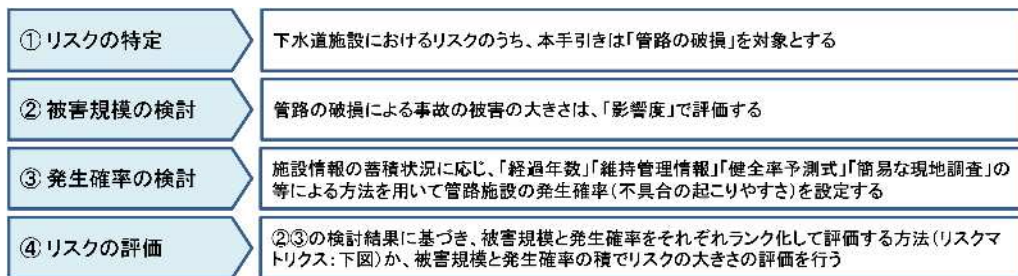 ①リスクの特定
下水道施設におけるリスクのうち、本手引きは「管路の破損」を対象とする
②被害規模の検討
管路の破損による事故の被害の大きさは、「影響度」で評価する
③発生確率の検討
施設情報の蓄積状況に応じ、「経過年数」「維持管理情報」「健全率予測式」「簡易な現地調査」の
等による方法を用いて管路施設の発生確率(不具合の起こりやすさ)を設定する
④リスクの評価
②③の検討結果に基づき、被害規模と発生確率をそれぞれランク化して評価する方法(リスクマ
トリクス:下図)か、被害規模と発生確率の積でリスクの大きさの評価を行う